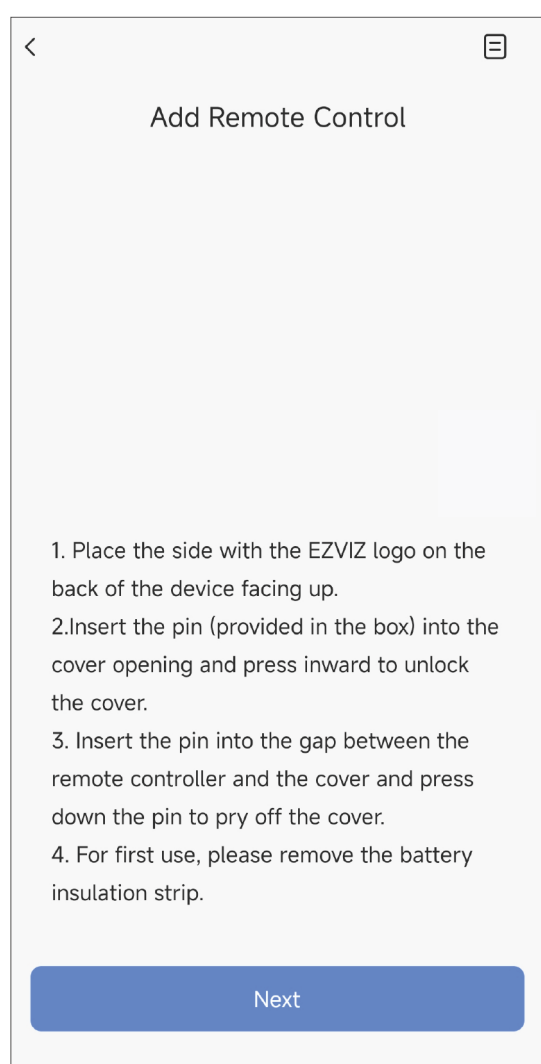 Add Remote Control
1. Place the side with the EZVIZ logo on the
back of the device facing up.
2.Insert the pin (provided in the box) into the
cover opening and press inward to unlock
the cover.
3. Insert the pin into the gap between the
remote controller and the cover and press
down the pin to pry off the cover.
4. For first use, please remove the battery
insulation strip.
Next